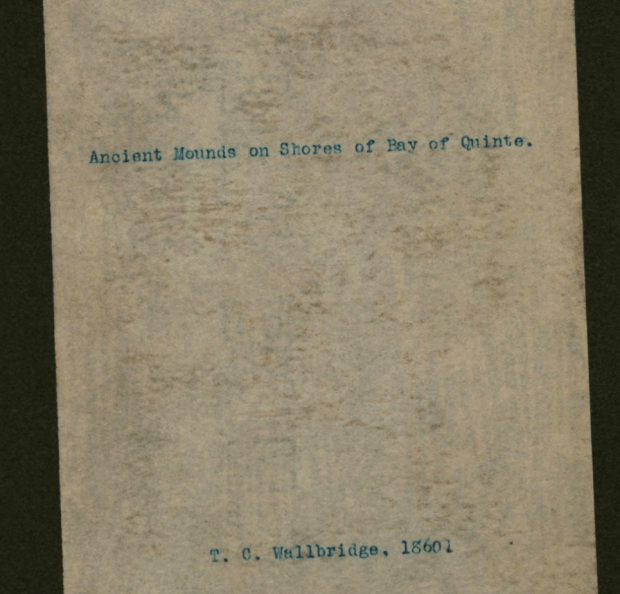 Ancient Mounds on Shores of Bay of Quinte.
T. C. Wallbridge, 18601